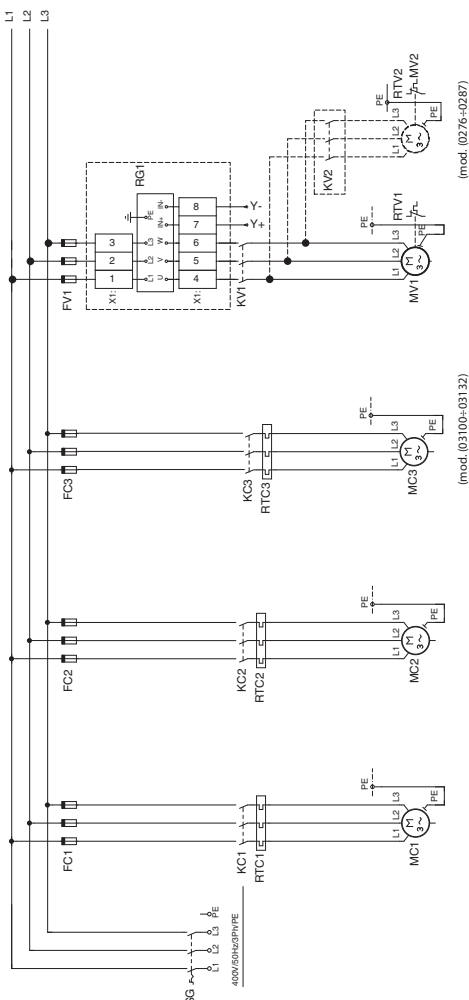 L1
L2
L3
FC1
FC2
FC3
FV1
RG1
X1:
1
2
3
L1
L2
L3
PE
IN+
IN-
U
V
W
X1:
4
5
6
7
8
Y+
Y-
SG
L1
L2
L3
PE
400V/50Hz/3Ph/PE
KC1
RTC1
KC2
RTC2
KC3
RTC3
KV1
KV2
MC1
L1
L2
L3
PE
PE
M
3~
MC2
L1
L2
L3
PE
PE
M
3~
MC3
L1
L2
L3
PE
PE
M
3~
MV1
L1
L2
L3
PE
PE
RTV1
M
3~
L1
L2
L3
PE
PE
RTV2
MV2
M
3~
(mod. (03100÷03132)
(mod. (0276÷0287)